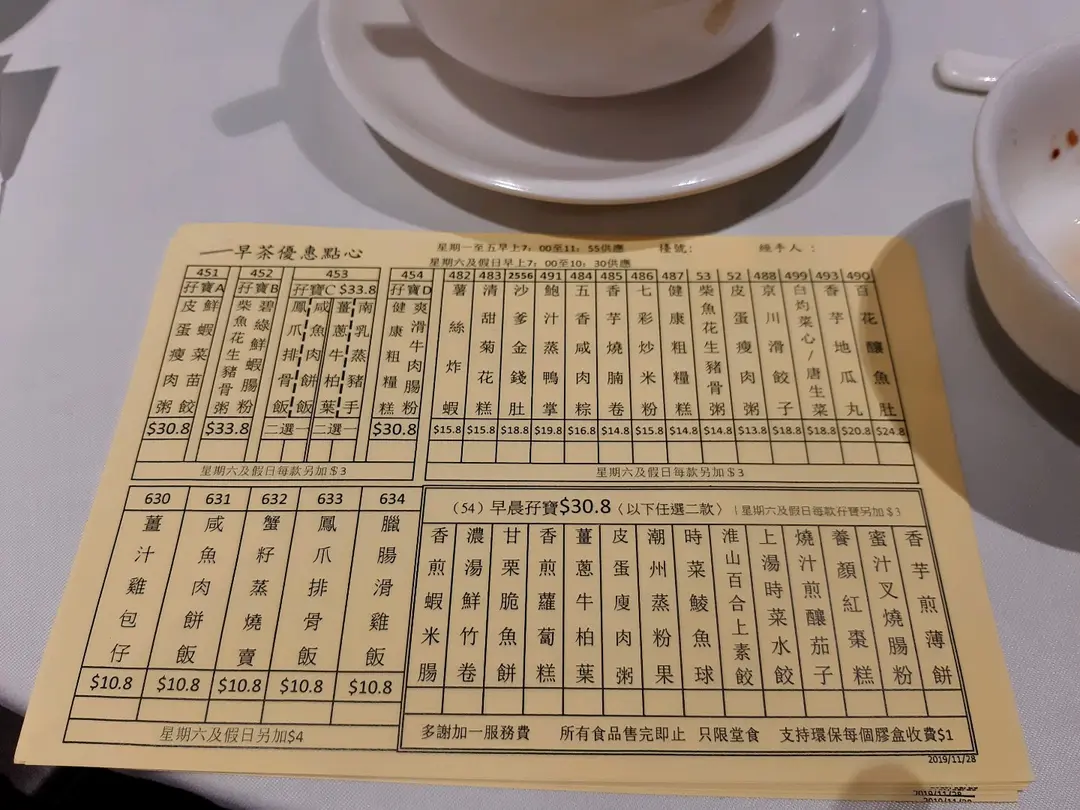 早茶優惠點心
星期一至五早上7：00至11：55供應
星期六及假日早上7：00至10：30供應
檯號：
經手人：
451 452 453 454
孖寶A 孖寶B 孖寶C $33.8 孖寶D
皮蛋瘦肉粥
鮮蝦菜苗餃
$30.8
柴魚花生豬骨粥
碧綠鮮蝦腸粉
$33.8
鳳爪排骨飯
咸魚肉餅飯
二選一
薑蔥牛柏葉
南乳蒸豬手
二選一
健康粗糧糕
爽滑牛肉腸粉
$30.8
星期六及假日每款另加$3
482 薯絲炸蝦 $15.8
483 清甜菊花糕 $15.8
2556 沙爹金錢肚 $18.8
491 鮑汁蒸鴨掌 $19.8
484 五香咸肉粽 $16.8
485 香芋燒腩卷 $14.8
486 七彩炒米粉 $15.8
487 健康粗糧糕 $14.8
53 柴魚花生豬骨粥 $14.8
52 皮蛋瘦肉粥 $13.8
488 京川滑餃子 $18.8
499 白灼菜心/唐生菜 $18.8
493 香芋地瓜丸 $20.8
490 百花釀魚肚 $24.8
星期六及假日每款另加$3
630 薑汁雞包仔 $10.8
631 咸魚肉餅飯 $10.8
632 蟹籽蒸燒賣 $10.8
633 鳳爪排骨飯 $10.8
634 臘腸滑雞飯 $10.8
星期六及假日另加$4
（54）早晨孖寶$30.8〈以下任選二款〉 星期六及假日每款孖寶另加$3
香煎蝦米腸
濃湯鮮竹卷
甘栗脆魚餅
香煎蘿蔔糕
薑蔥牛柏葉
皮蛋廋肉粥
潮州蒸粉果
時菜鯪魚球
淮山百合上素餃
上湯時菜水餃
燒汁煎釀茄子
養顏紅棗糕
蜜汁叉燒腸粉
香芋煎薄餅
多謝加一服務費 所有食品售完即止 只限堂食 支持環保每個膠盒收費$1
2019/11/28
2019/11/28
2019/11/28